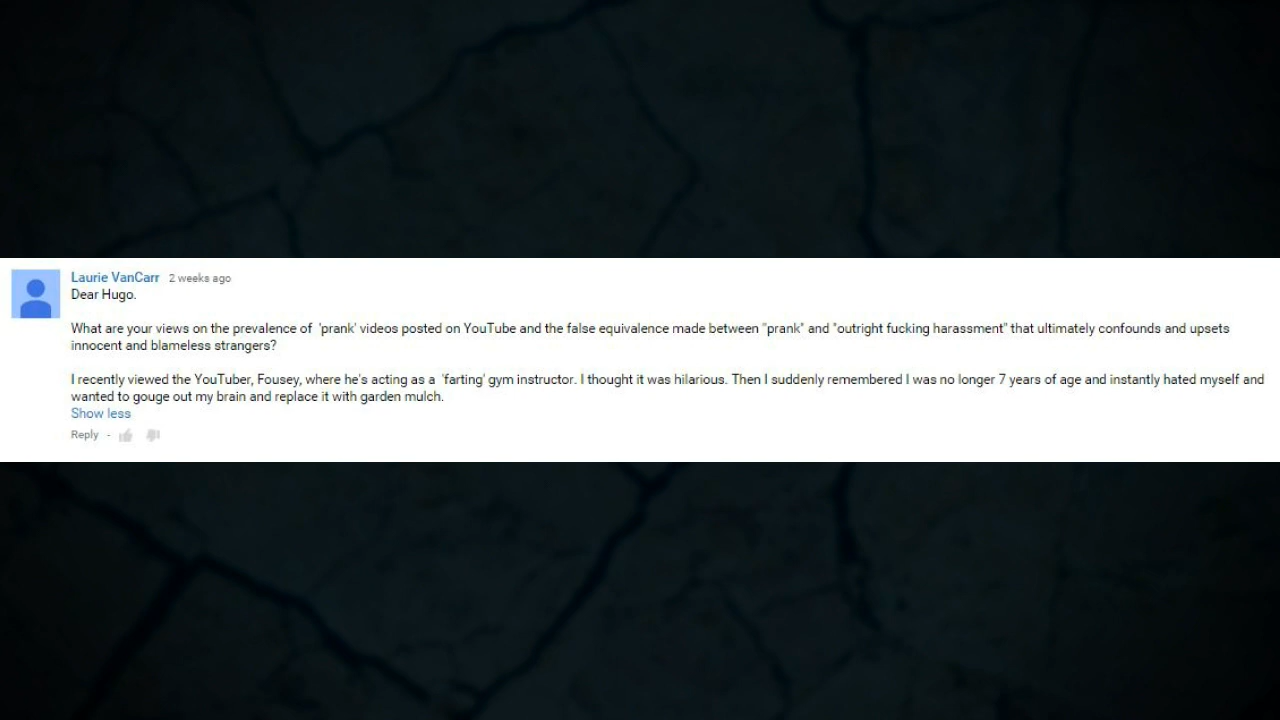 Laurie VanCarr 2 weeks ago
Dear Hugo.
What are your views on the prevalence of 'prank' videos posted on YouTube and the false equivalence made between "prank" and "outright fucking harassment" that ultimately confounds and upsets
innocent and blameless strangers?
I recently viewed the YouTuber, Fousey, where he's acting as a 'farting' gym instructor. I thought it was hilarious. Then I suddenly remembered I was no longer 7 years of age and instantly hated myself and
wanted to gouge out my brain and replace it with garden mulch.
Show less
Reply -